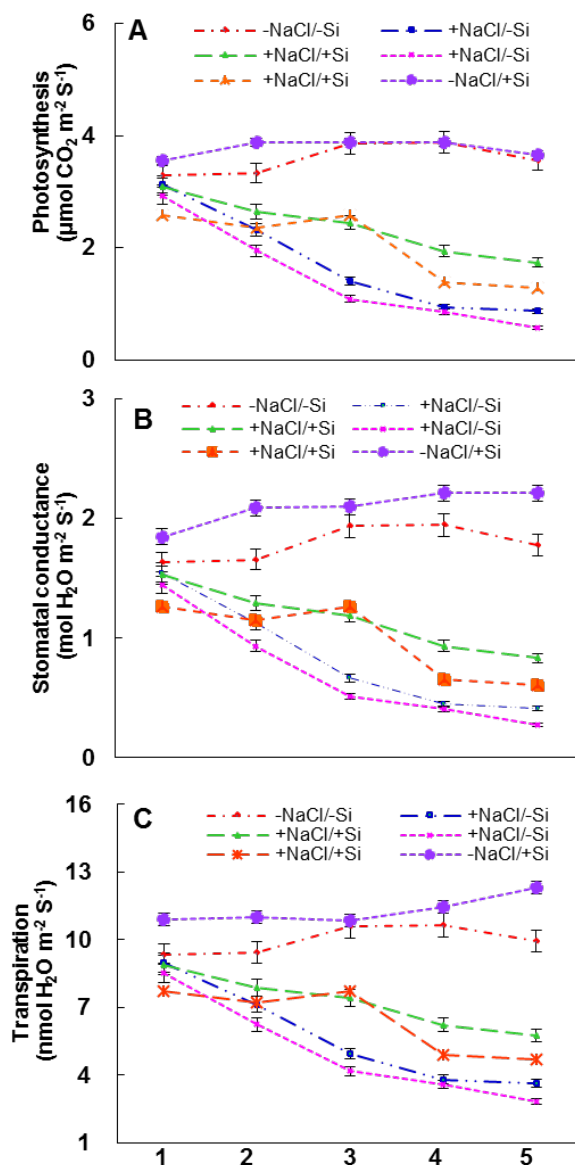 A
-NaCl/-Si
+NaCl/-Si
+NaCl/+Si
+NaCl/-Si
+NaCl/+Si
-NaCl/+Si
Photosynthesis
(µmol CO2 m-2 S-1)
6
4
2
0
B
-NaCl/-Si
+NaCl/-Si
+NaCl/+Si
+NaCl/-Si
+NaCl/+Si
-NaCl/+Si
Stomatal conductance
(mol H2O m-2 S-1)
3
2
1
0
C
-NaCl/-Si
+NaCl/-Si
+NaCl/+Si
+NaCl/-Si
+NaCl/+Si
-NaCl/+Si
Transpiration
(nmol H2O m-2 S-1)
16
13
10
7
4
1
1 2 3 4 5